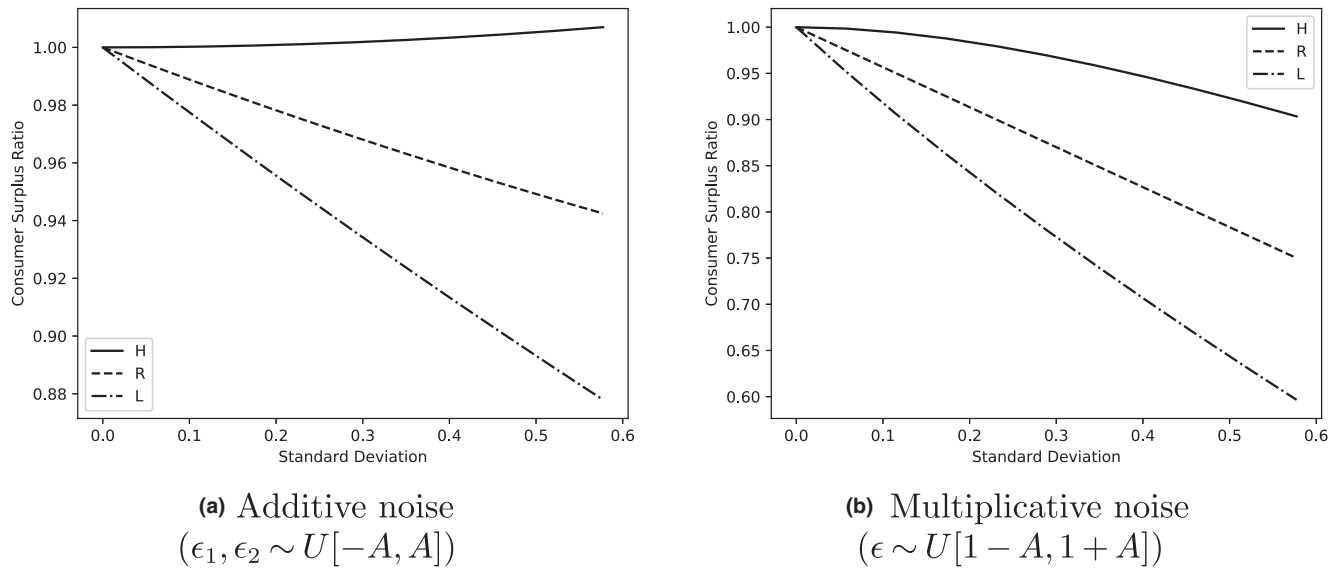 1.00
0.98
0.96
0.94
0.92
0.90
0.88
Consumer Surplus Ratio
H
R
L
0.0 0.1 0.2 0.3 0.4 0.5 0.6
Standard Deviation
(a) Additive noise
(ϵ₁, ϵ₂ ∼ U[−A, A])
1.00
0.95
0.90
0.85
0.80
0.75
0.70
0.65
0.60
Consumer Surplus Ratio
H
R
L
0.0 0.1 0.2 0.3 0.4 0.5 0.6
Standard Deviation
(b) Multiplicative noise
(ϵ ∼ U[1 − A, 1 + A])